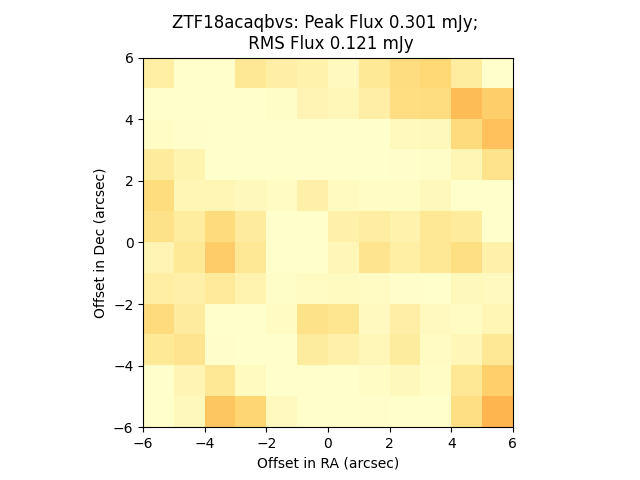 ZTF18acaqbvs: Peak Flux 0.301 mJy;
RMS Flux 0.121 mJy
6
4
2
0
−2
−4
−6
Offset in Dec (arcsec)
−6 −4 −2 0 2 4 6
Offset in RA (arcsec)